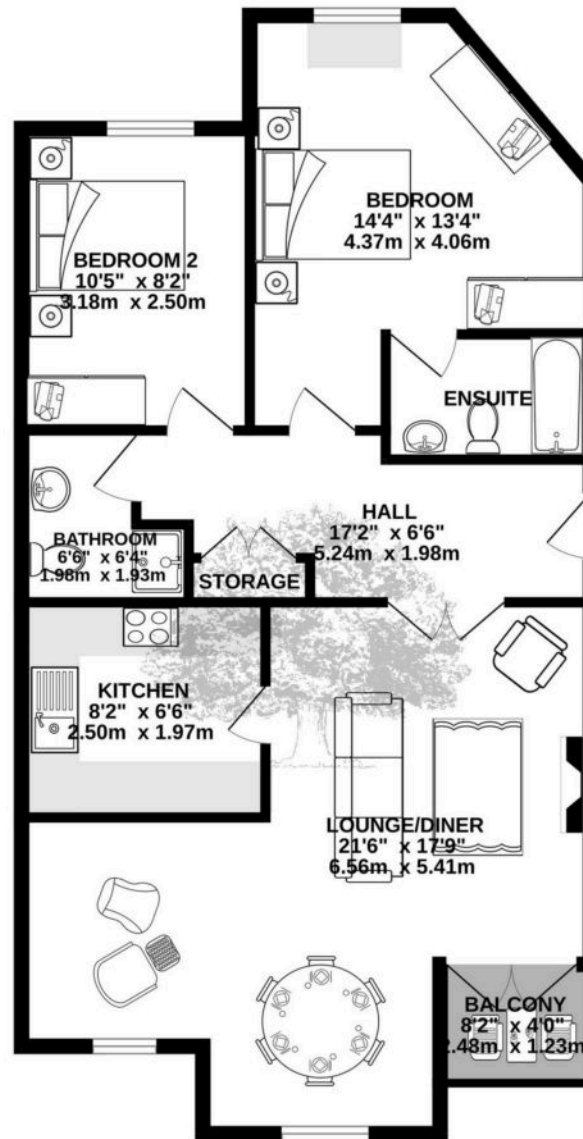 BEDROOM
14'4" x 13'4"
4.37m x 4.06m
BEDROOM 2
10'5" x 8'2"
3.18m x 2.50m
ENSUITE
HALL
17'2" x 6'6"
5.24m x 1.98m
BATHROOM
6'6" x 6'4"
1.98m x 1.93m
STORAGE
KITCHEN
8'2" x 6'6"
2.50m x 1.97m
LOUNGE/DINER
21'6" x 17'9"
6.56m x 5.41m
BALCONY
8'2" x 4'0"
2.48m x 1.23m